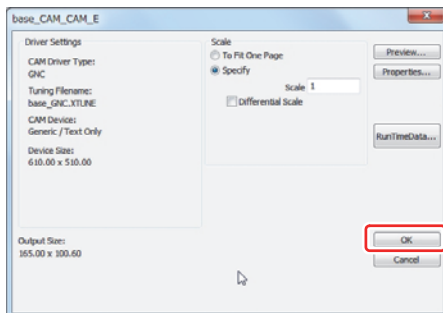 base_CAM_CAM_E
Driver Settings
CAM Driver Type:
GNC
Tuning Filename:
base_GNC.XTUNE
CAM Device:
Generic / Text Only
Device Size:
610.00 x 510.00
Scale
To Fit One Page
Specify
Scale 1
Differential Scale
Preview...
Properties...
RunTimeData...
Output Size:
165.00 x 100.60
OK
Cancel